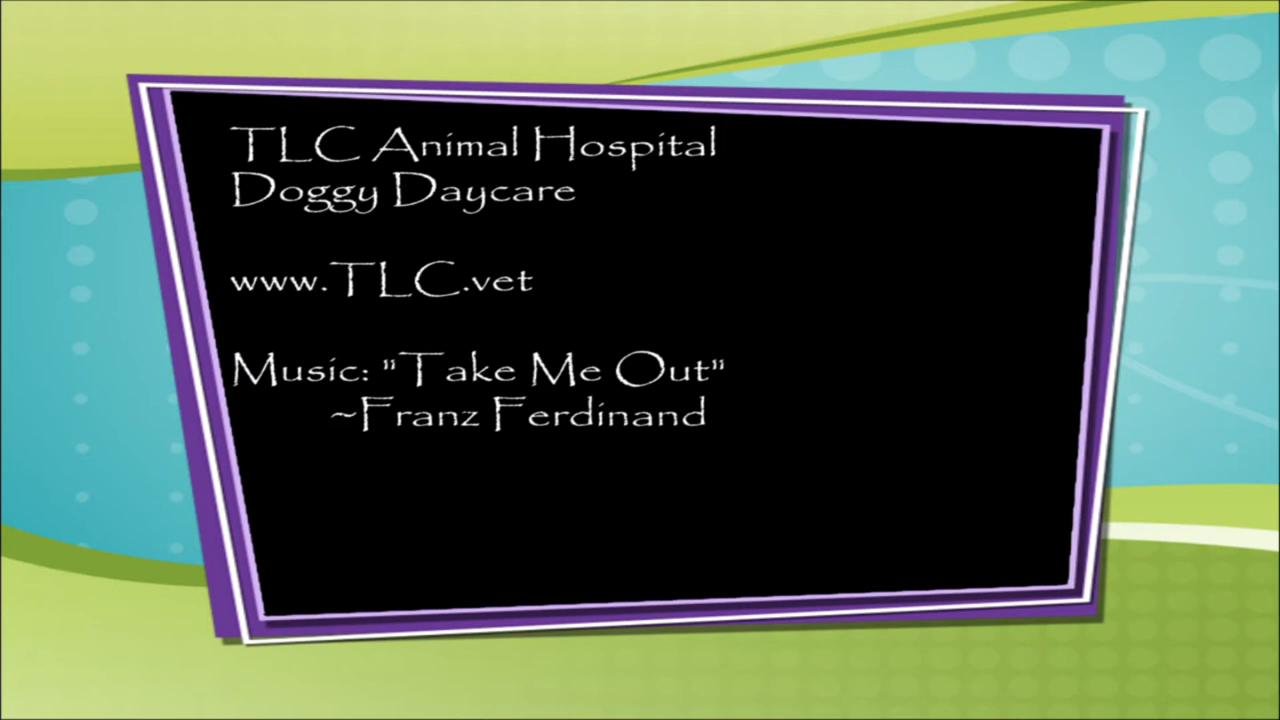 TLC Animal Hospital
Doggy Daycare
www.TLC.vet
Music: "Take Me Out"
~Franz Ferdinand